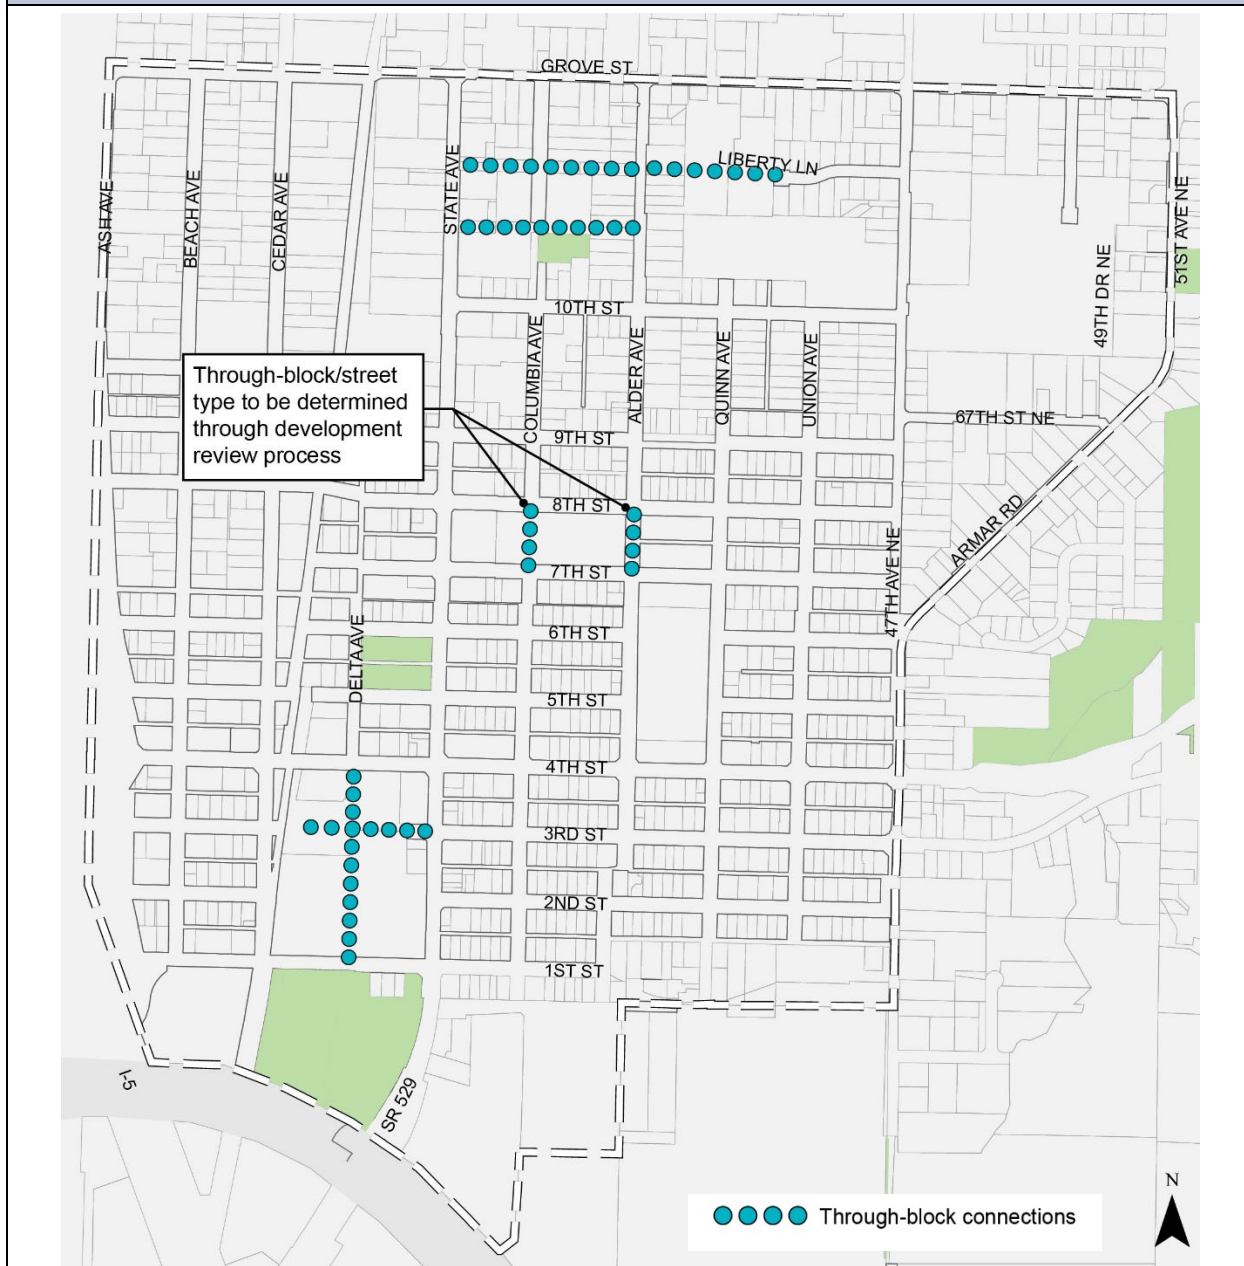 GROVE ST
STATE AVE
LIBERTY LN
ASH AVE
BEACH AVE
CEDAR AVE
51ST AVE NE
49TH DR NE
10TH ST
COLUMBIA AVE
ALDER AVE
QUINN AVE
UNION AVE
Through-block/street
type to be determined
through development
review process
67TH ST NE
9TH ST
8TH ST
ARMAR RD
7TH ST
47TH AVE NE
6TH ST
DELTA AVE
5TH ST
4TH ST
3RD ST
2ND ST
1ST ST
I-5
SR 529
N
Through-block connections